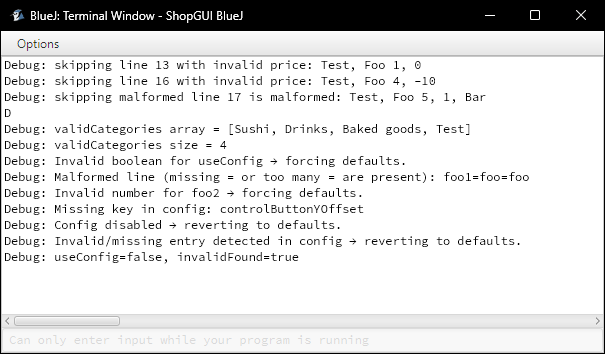 BlueJ: Terminal Window - ShopGUI BlueJ
Options
Debug: skipping line 13 with invalid price: Test, Foo 1, 0
Debug: skipping line 16 with invalid price: Test, Foo 4, -10
Debug: skipping malformed line 17 is malformed: Test, Foo 5, 1, Bar
D
Debug: validCategories array = [Sushi, Drinks, Baked goods, Test]
Debug: validCategories size = 4
Debug: Invalid boolean for useConfig → forcing defaults.
Debug: Malformed line (missing = or too many = are present): foo1=foo=foo
Debug: Invalid number for foo2 → forcing defaults.
Debug: Missing key in config: controlButtonYOffset
Debug: Config disabled → reverting to defaults.
Debug: Invalid/missing entry detected in config → reverting to defaults.
Debug: useConfig=false, invalidFound=true
Can only enter input while your program is running